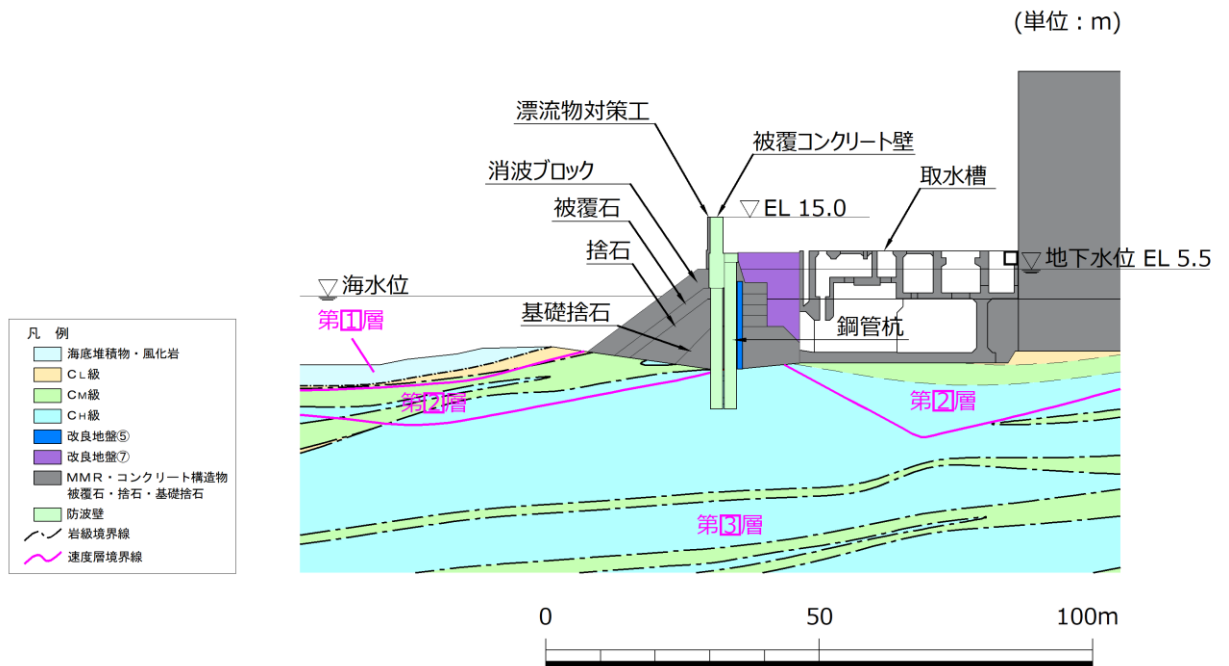 (単位：m)
漂流物対策工
被覆コンクリート壁
消波ブロック
取水槽
被覆石
▽ EL 15.0
捨石
地下水位 EL 5.5
海水位
基礎捨石
鋼管杭
第1層
第2層
第2層
第3層
凡 例
海底堆積物・風化岩
CL級
CM級
CH級
改良地盤⑤
改良地盤⑦
MMR・コンクリート構造物
被覆石・捨石・基礎捨石
防波壁
岩級境界線
速度層境界線
0 50 100m